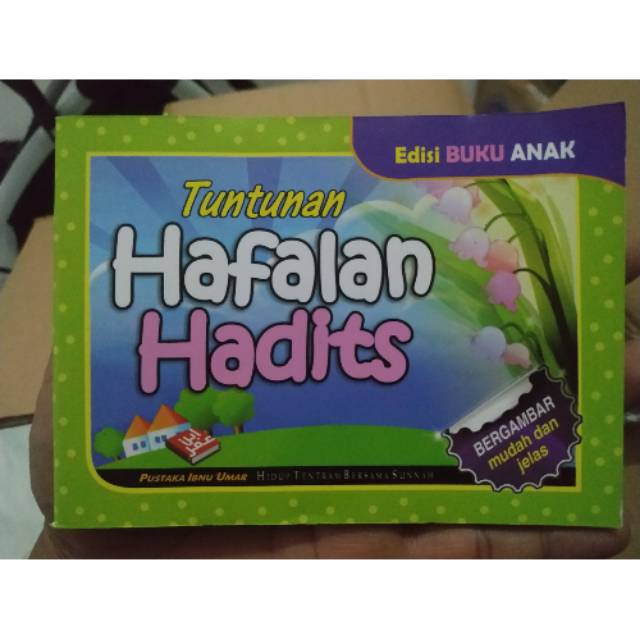 Edisi BUKU ANAK
Tuntunan
Hafalan
Hadits
BERGAMBAR
mudah dan
jelas
PUSTAKA IBNU UMAR HIDUP TENTRAM BERSAMA SUNNAH